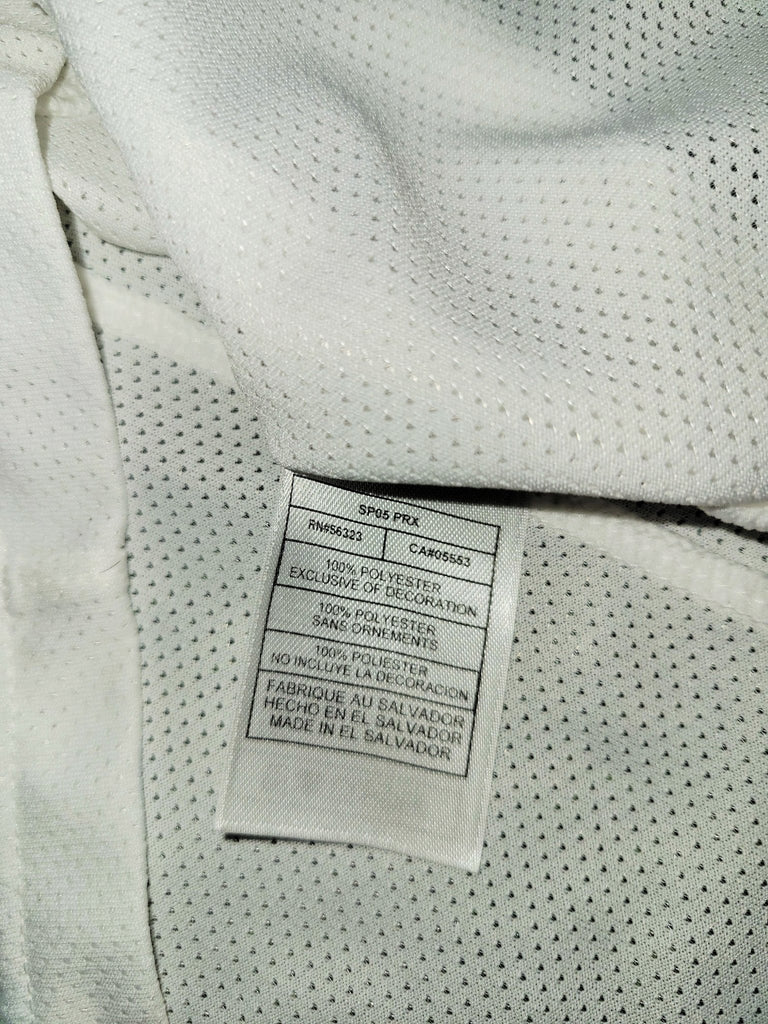 SP05 PRX
RN#56323 CA#05553
100% POLYESTER
EXCLUSIVE OF DECORATION
100% POLYESTER
SANS ORNEMENTS
100% POLIESTER
NO INCLUYE LA DECORACION
FABRIQUE AU SALVADOR
HECHO EN EL SALVADOR
MADE IN EL SALVADOR